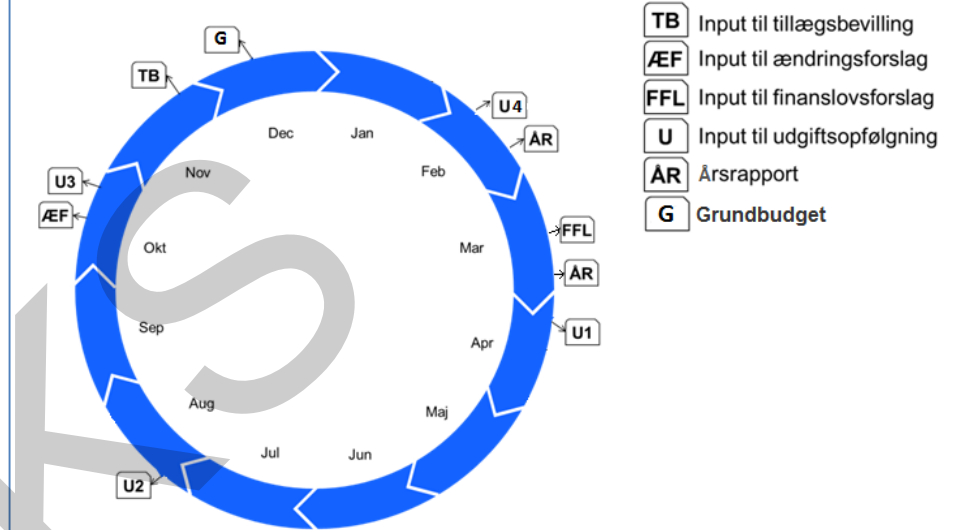 TB Input til tillægsbevilling
ÆF Input til ændringsforslag
FFL Input til finanslovsforslag
U Input til udgiftsopfølgning
ÅR Årsrapport
G Grundbudget
G
TB
U3
ÆF
U2
U4
ÅR
FFL
ÅR
U1
Jan
Feb
Mar
Apr
Maj
Jun
Jul
Aug
Sep
Okt
Nov
Dec
KS